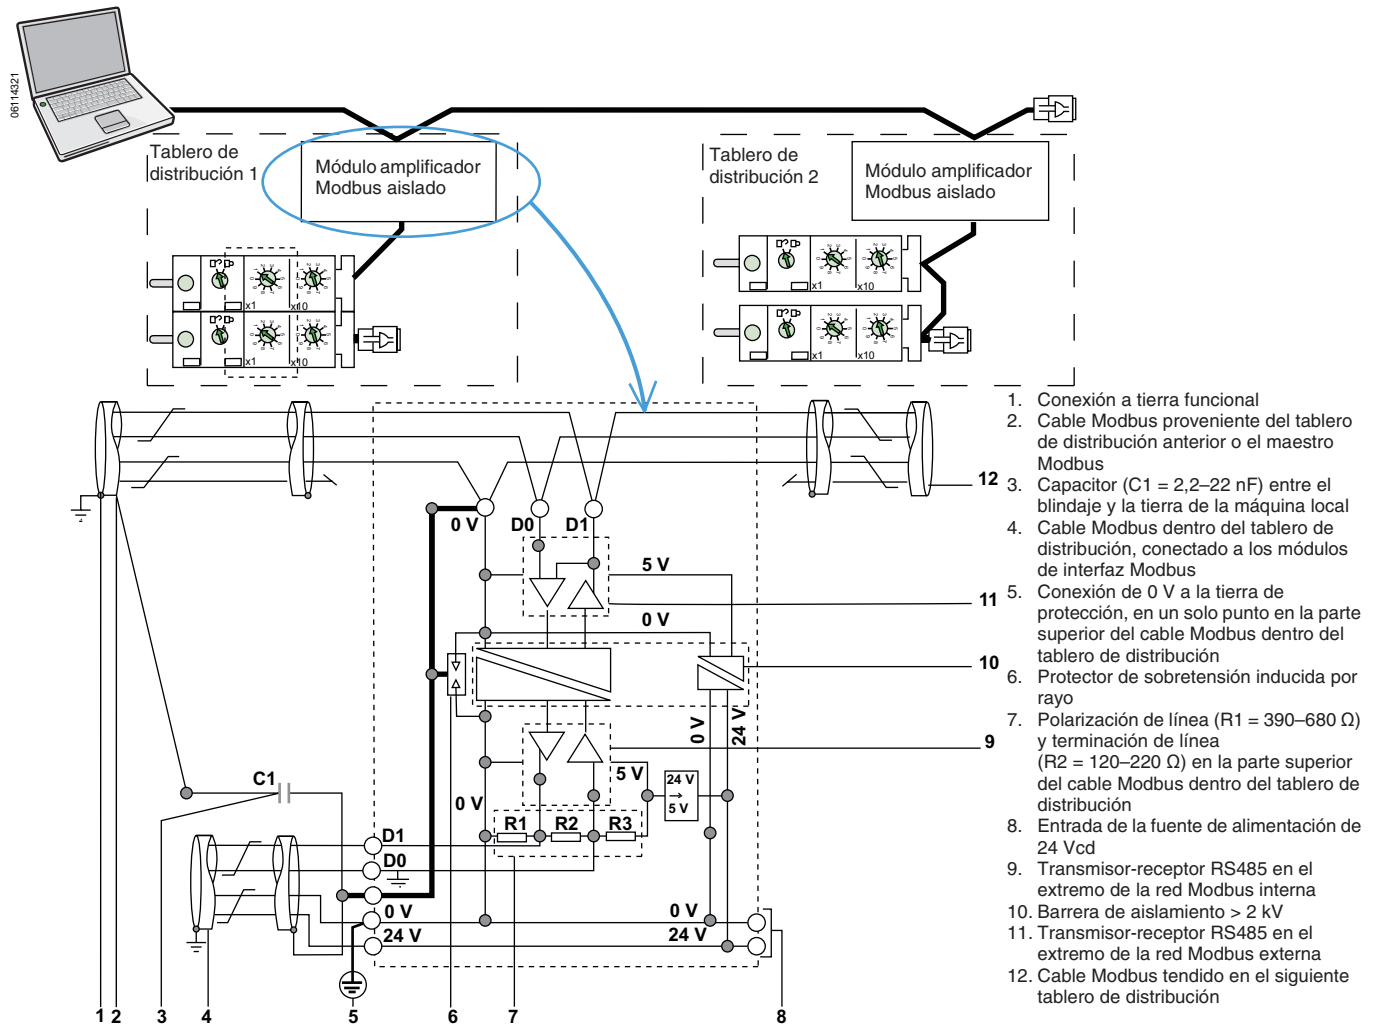 06114321
Tablero de
distribución 1
Módulo amplificador
Modbus aislado
Tablero de
distribución 2
Módulo amplificador
Modbus aislado
x1
x10
x1
x10
x1
x10
x1
x10
0 V
D0
D1
5 V
0 V
0 V
24 V
5 V
24 V
5 V
0 V
R1
R2
R3
C1
D1
D0
0 V
24 V
0 V
24 V
12
11
10
9
1
2
3
4
5
6
7
8
1. Conexión a tierra funcional
2. Cable Modbus proveniente del tablero
de distribución anterior o el maestro
Modbus
3. Capacitor (C1 = 2,2–22 nF) entre el
blindaje y la tierra de la máquina local
4. Cable Modbus dentro del tablero de
distribución, conectado a los módulos
de interfaz Modbus
5. Conexión de 0 V a la tierra de
protección, en un solo punto en la parte
superior del cable Modbus dentro del
tablero de distribución
6. Protector de sobretensión inducida por
rayo
7. Polarización de línea (R1 = 390–680 Ω)
y terminación de línea
(R2 = 120–220 Ω) en la parte superior
del cable Modbus dentro del tablero de
distribución
8. Entrada de la fuente de alimentación de
24 Vcd
9. Transmisor-receptor RS485 en el
extremo de la red Modbus interna
10. Barrera de aislamiento > 2 kV
11. Transmisor-receptor RS485 en el
extremo de la red Modbus externa
12. Cable Modbus tendido en el siguiente
tablero de distribución